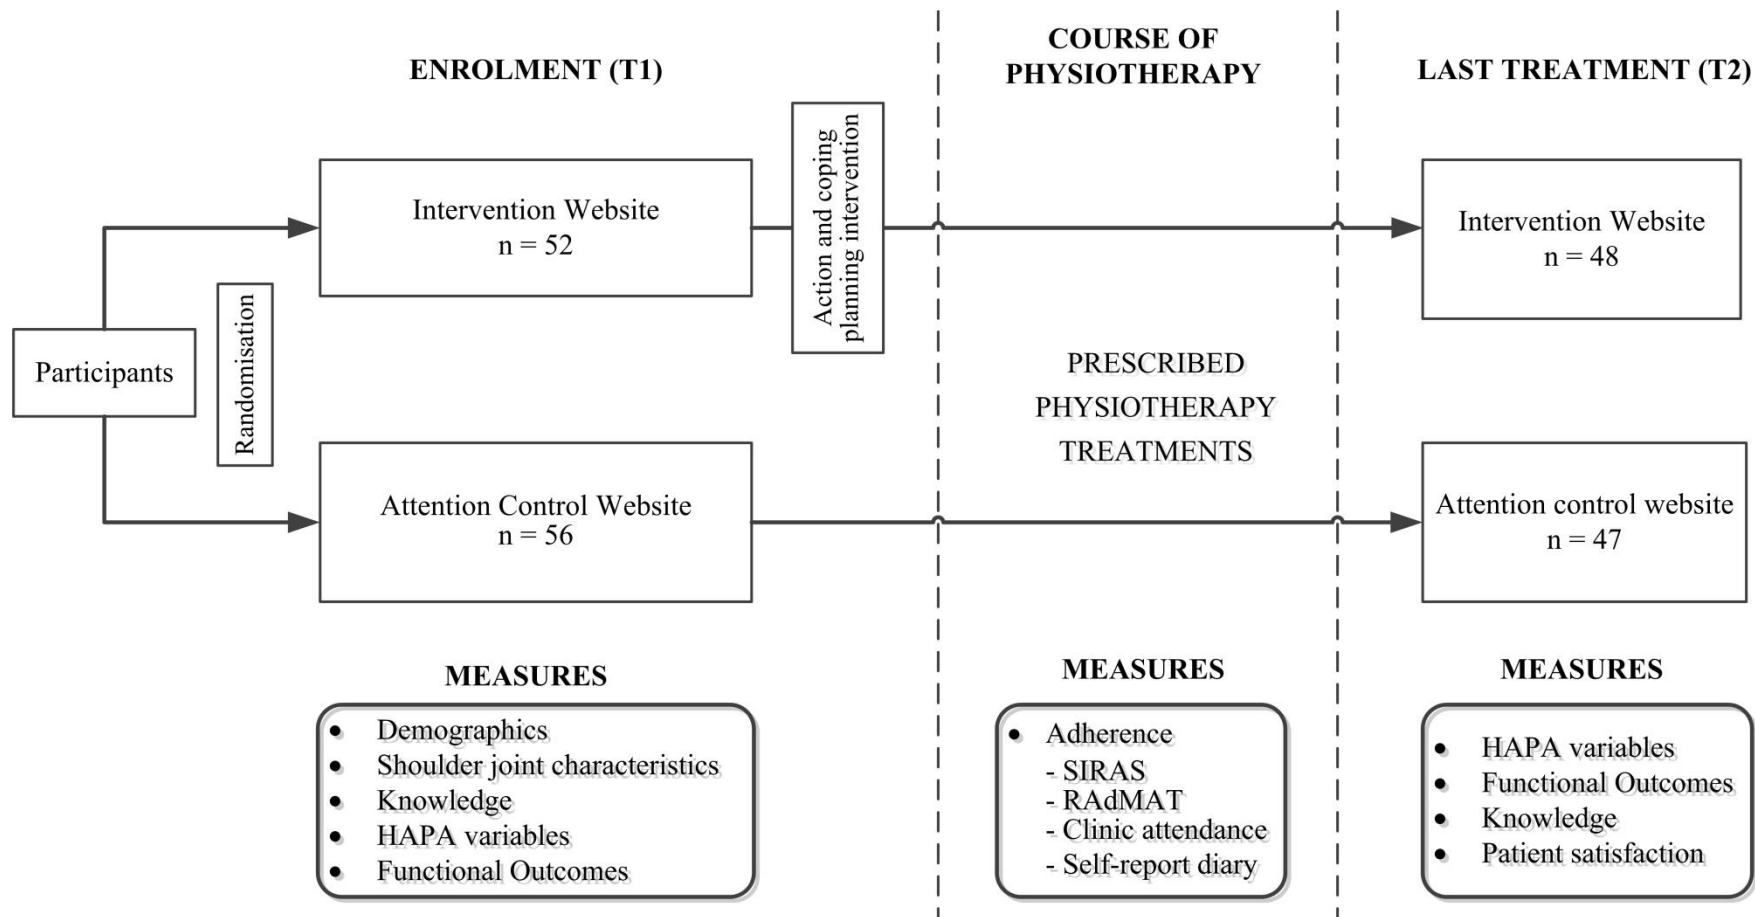 ENROLMENT (T1)
COURSE OF
PHYSIOTHERAPY
LAST TREATMENT (T2)
Participants
Randomisation
Intervention Website
n = 52
Action and coping
planning intervention
Intervention Website
n = 48
PRESCRIBED
PHYSIOTHERAPY
TREATMENTS
Attention Control Website
n = 56
Attention control website
n = 47
MEASURES
• Demographics
• Shoulder joint characteristics
• Knowledge
• HAPA variables
• Functional Outcomes
MEASURES
• Adherence
- SIRAS
- RAdMAT
- Clinic attendance
- Self-report diary
MEASURES
• HAPA variables
• Functional Outcomes
• Knowledge
• Patient satisfaction